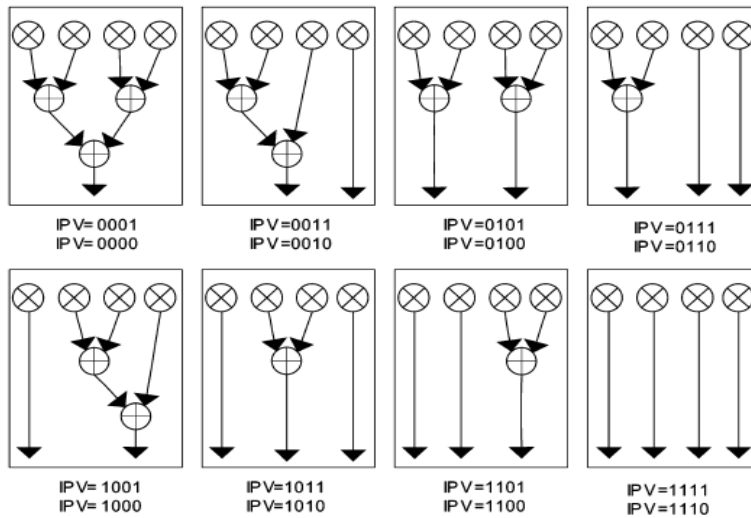 IPV= 0001
IPV= 0000
IPV=0011
IPV=0010
IPV=0101
IPV=0100
IPV=0111
IPV=0110
IPV= 1001
IPV= 1000
IPV=1011
IPV=1010
IPV=1101
IPV=1100
IPV=1111
IPV=1110